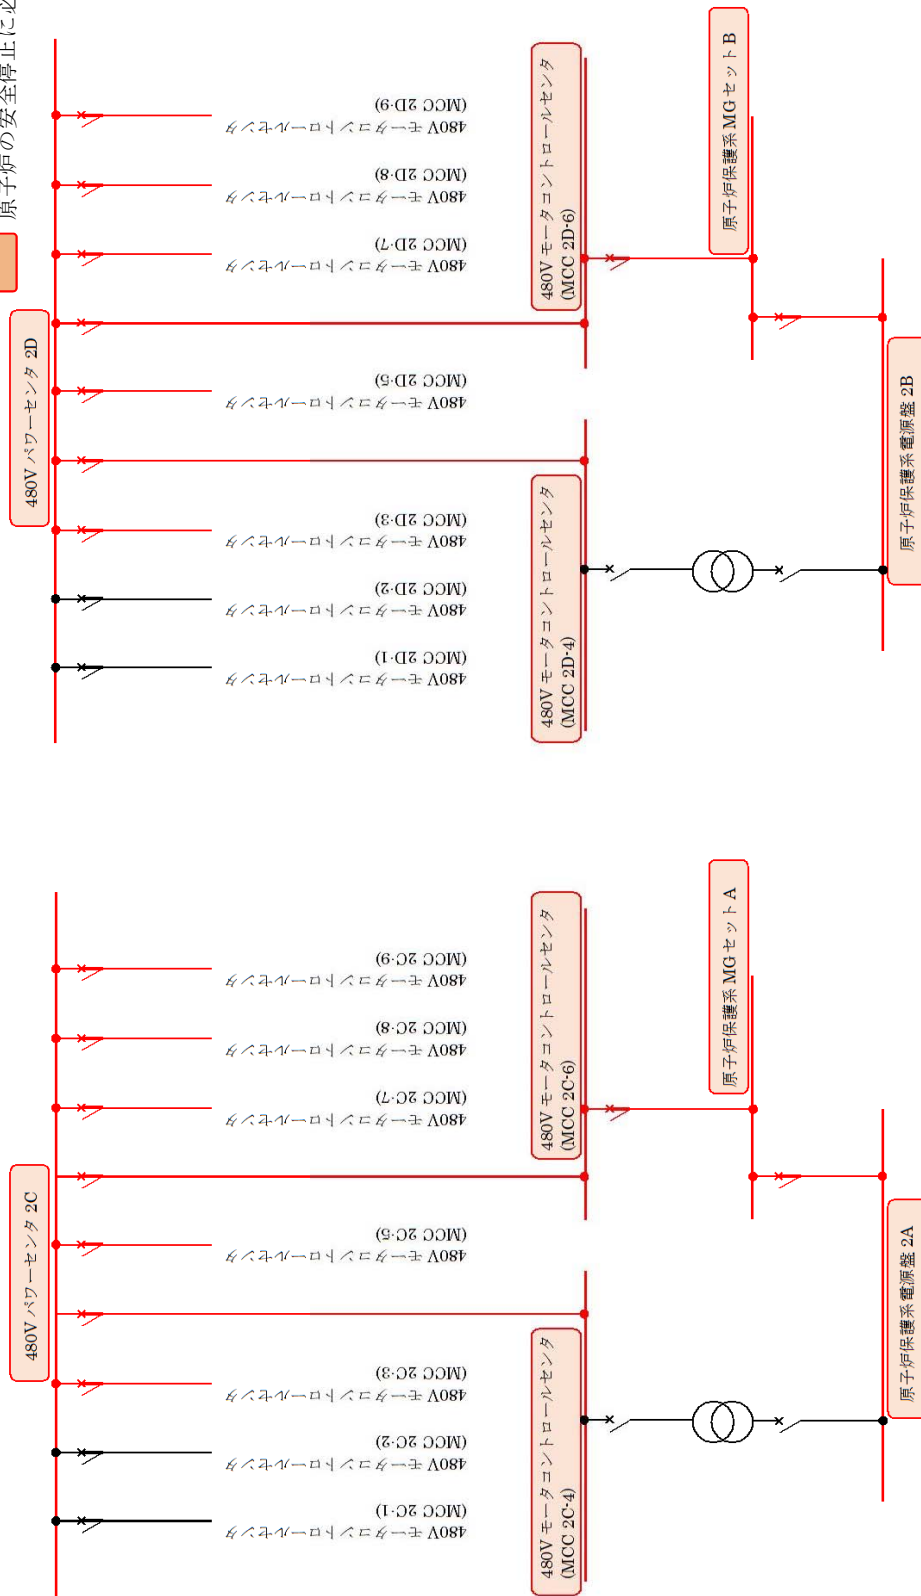 原子炉の安全停止に必
480V パワーセンタ 2C
480V モータコントロールセンタ
(MCC 2C-1)
480V モータコントロールセンタ
(MCC 2C-2)
480V モータコントロールセンタ
(MCC 2C-3)
480V モータコントロールセンタ
(MCC 2C-5)
480V モータコントロールセンタ
(MCC 2C-7)
480V モータコントロールセンタ
(MCC 2C-8)
480V モータコントロールセンタ
(MCC 2C-9)
480V モータコントロールセンタ
(MCC 2C-4)
480V モータコントロールセンタ
(MCC 2C-6)
原子炉保護系 MG セット A
原子炉保護系電源盤 2A
480V パワーセンタ 2D
480V モータコントロールセンタ
(MCC 2D-1)
480V モータコントロールセンタ
(MCC 2D-2)
480V モータコントロールセンタ
(MCC 2D-3)
480V モータコントロールセンタ
(MCC 2D-5)
480V モータコントロールセンタ
(MCC 2D-7)
480V モータコントロールセンタ
(MCC 2D-8)
480V モータコントロールセンタ
(MCC 2D-9)
480V モータコントロールセンタ
(MCC 2D-4)
480V モータコントロールセンタ
(MCC 2D-6)
原子炉保護系 MG セット B
原子炉保護系電源盤 2B